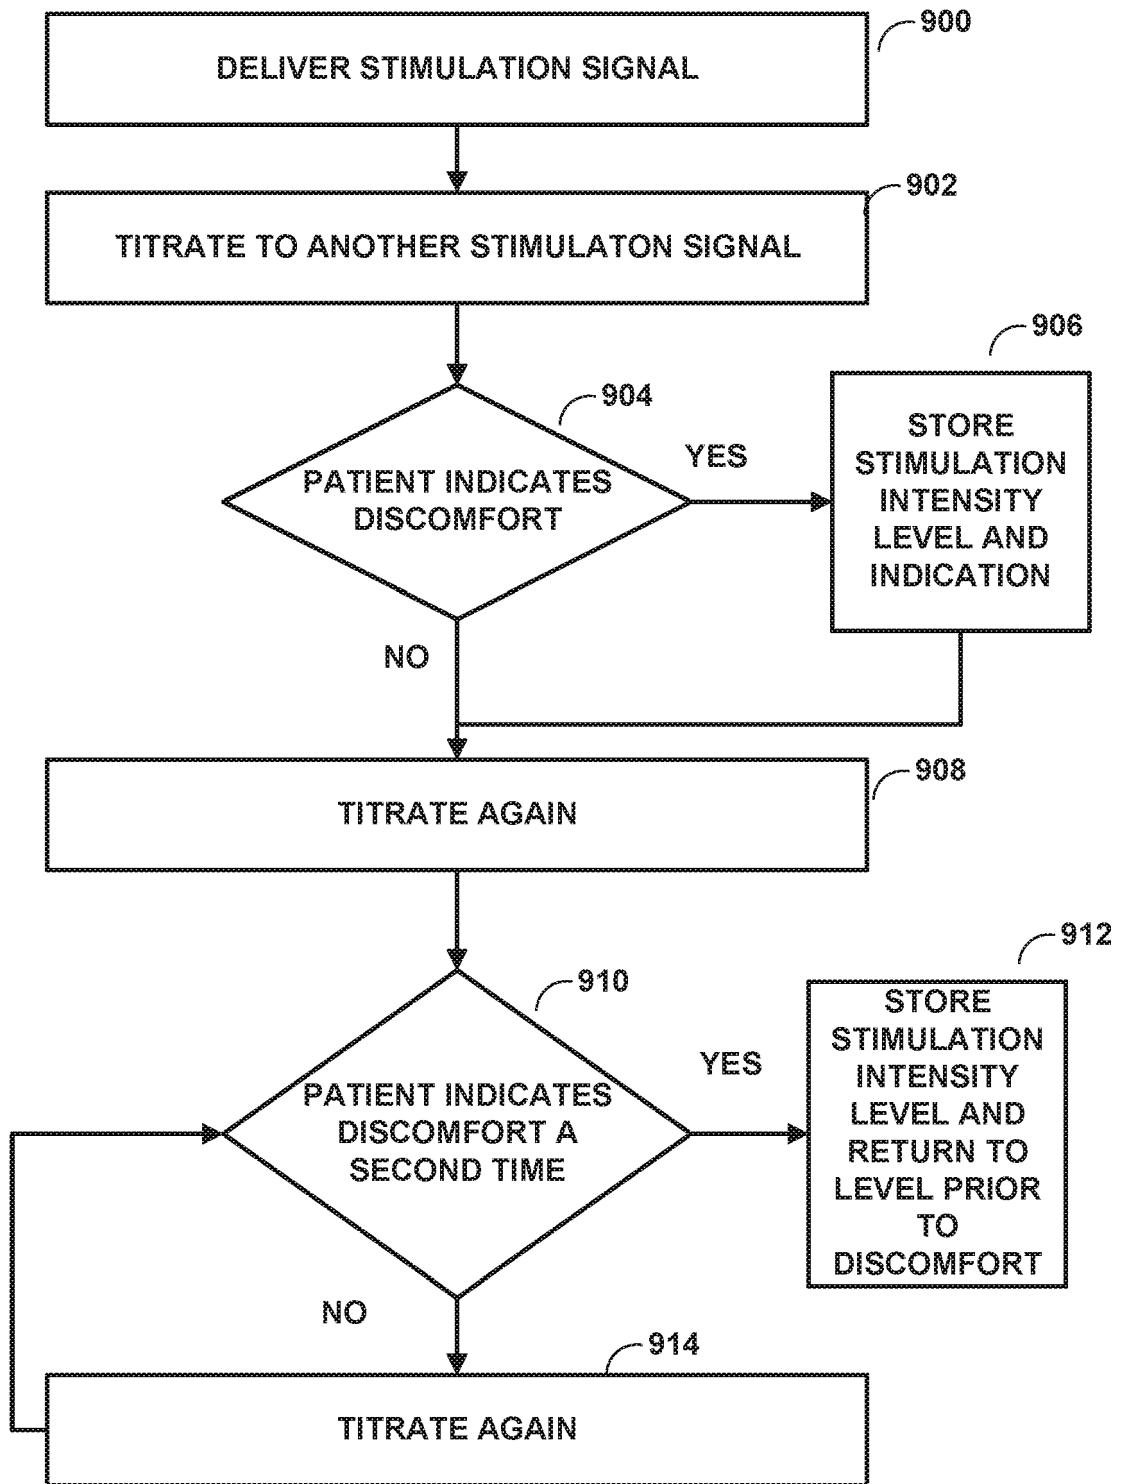 900
DELIVER STIMULATION SIGNAL
902
TITRATE TO ANOTHER STIMULATON SIGNAL
906
904
YES
STORE
STIMULATION
INTENSITY
LEVEL AND
INDICATION
PATIENT INDICATES
DISCOMFORT
NO
908
TITRATE AGAIN
912
910
YES
STORE
STIMULATION
INTENSITY
LEVEL AND
RETURN TO
LEVEL PRIOR
TO
DISCOMFORT
PATIENT INDICATES
DISCOMFORT A
SECOND TIME
NO
914
TITRATE AGAIN